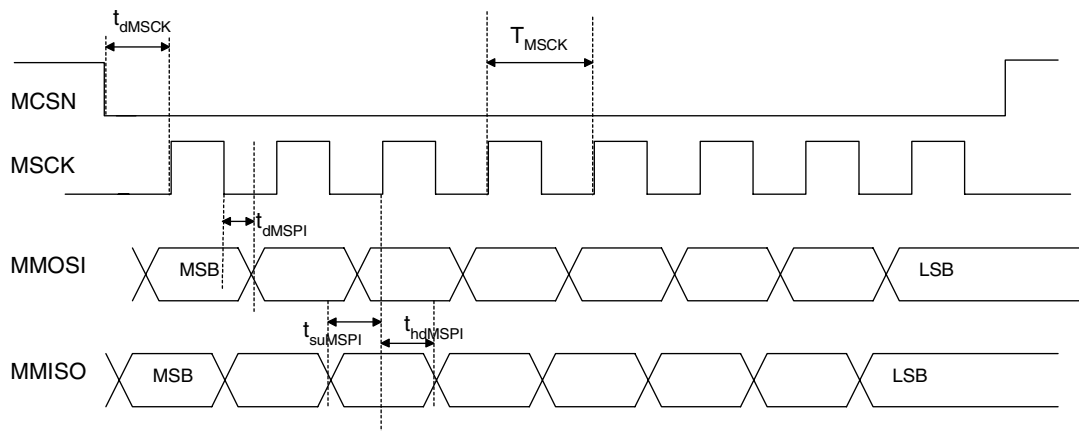 tdMSCK
TMSCK
MCSN
MSCK
tdMSPI
MMOSI
MSB
LSB
tsuMSPI
thdMSPI
MMISO
MSB
LSB